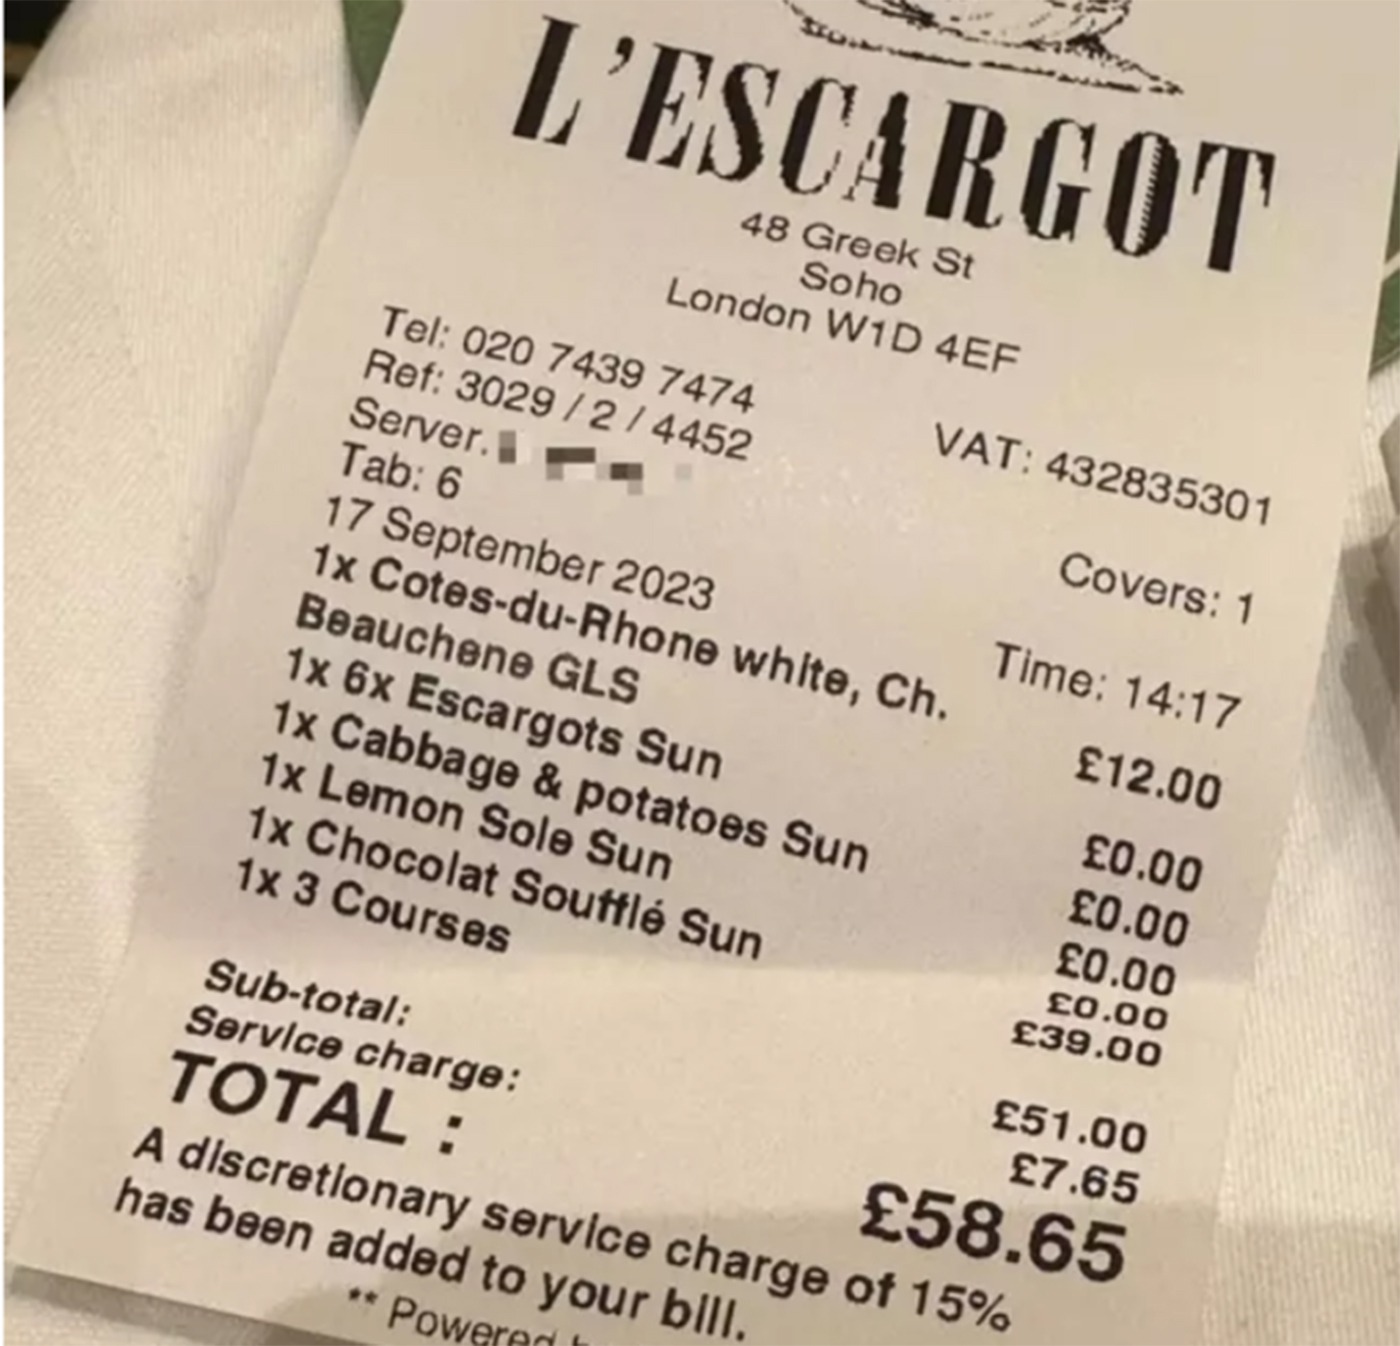 L'ESCARGOT
48 Greek St
Soho
London W1D 4EF
Tel: 020 7439 7474
Ref: 3029 / 2 / 4452
VAT: 432835301
Server.
Tab: 6
Covers: 1
17 September 2023
Time: 14:17
1x Cotes-du-Rhone white, Ch.
Beauchene GLS £12.00
1x 6x Escargots Sun £0.00
1x Cabbage & potatoes Sun £0.00
1x Lemon Sole Sun £0.00
1x Chocolat Soufflé Sun £0.00
1x 3 Courses £39.00
Sub-total: £51.00
Service charge: £7.65
TOTAL : £58.65
A discretionary service charge of 15%
has been added to your bill.
** Powered